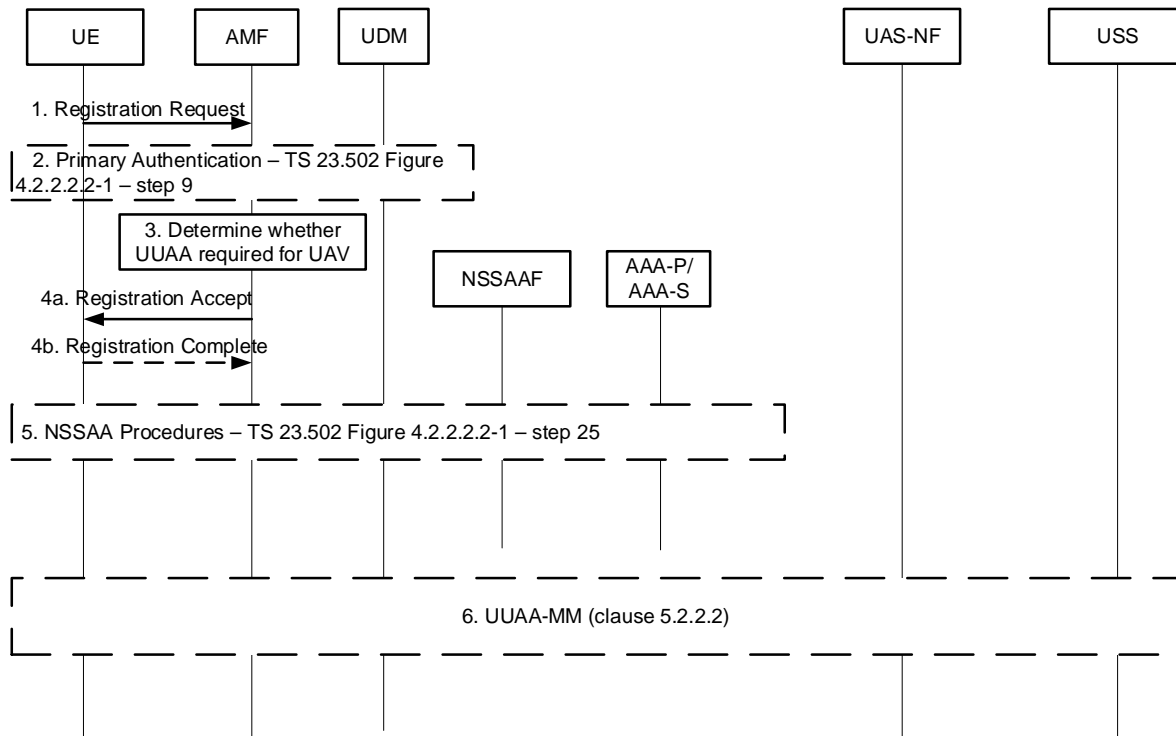 UE
AMF
UDM
UAS-NF
USS
1. Registration Request
2. Primary Authentication – TS 23.502 Figure
4.2.2.2.2-1 – step 9
3. Determine whether
UUAA required for UAV
NSSAAF
AAA-P/
AAA-S
4a. Registration Accept
4b. Registration Complete
5. NSSAA Procedures – TS 23.502 Figure 4.2.2.2.2-1 – step 25
6. UUAA-MM (clause 5.2.2.2)